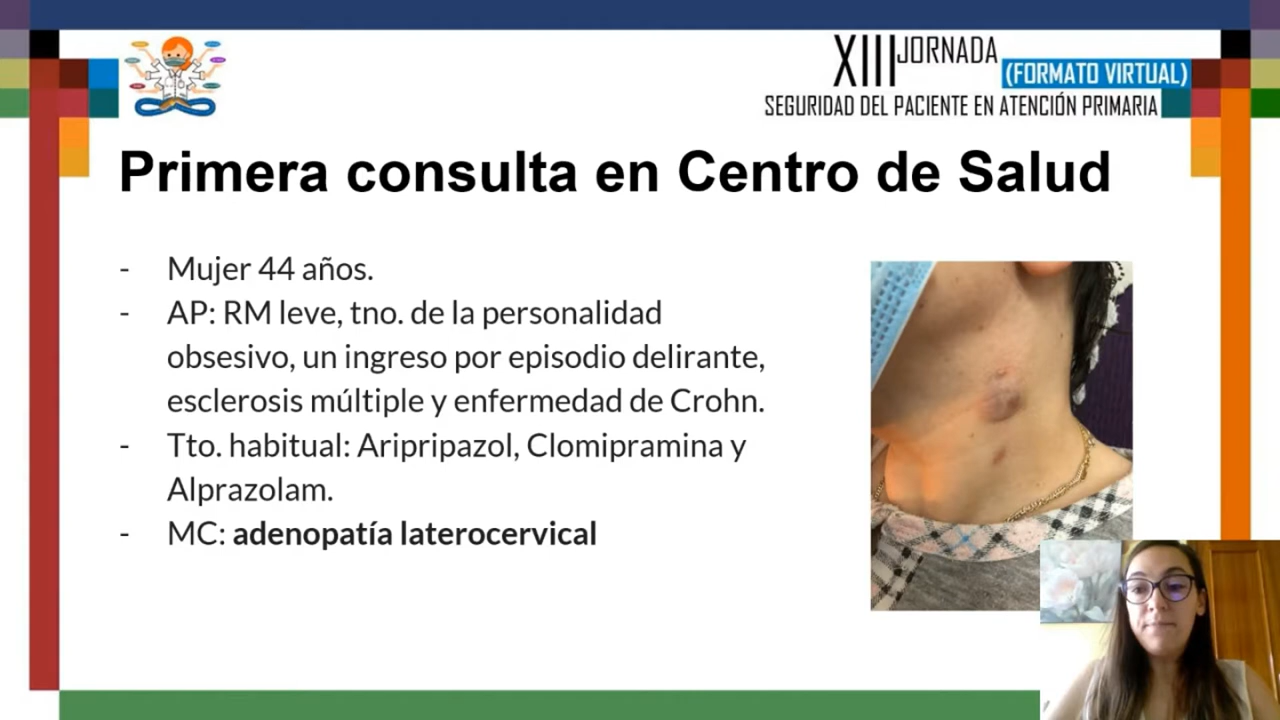 XIII JORNADA
(FORMATO VIRTUAL)
SEGURIDAD DEL PACIENTE EN ATENCIÓN PRIMARIA
Primera consulta en Centro de Salud
- Mujer 44 años.
- AP: RM leve, tno. de la personalidad
obsesivo, un ingreso por episodio delirante,
esclerosis múltiple y enfermedad de Crohn.
- Tto. habitual: Aripripazol, Clomipramina y
Alprazolam.
- MC: adenopatía laterocervical